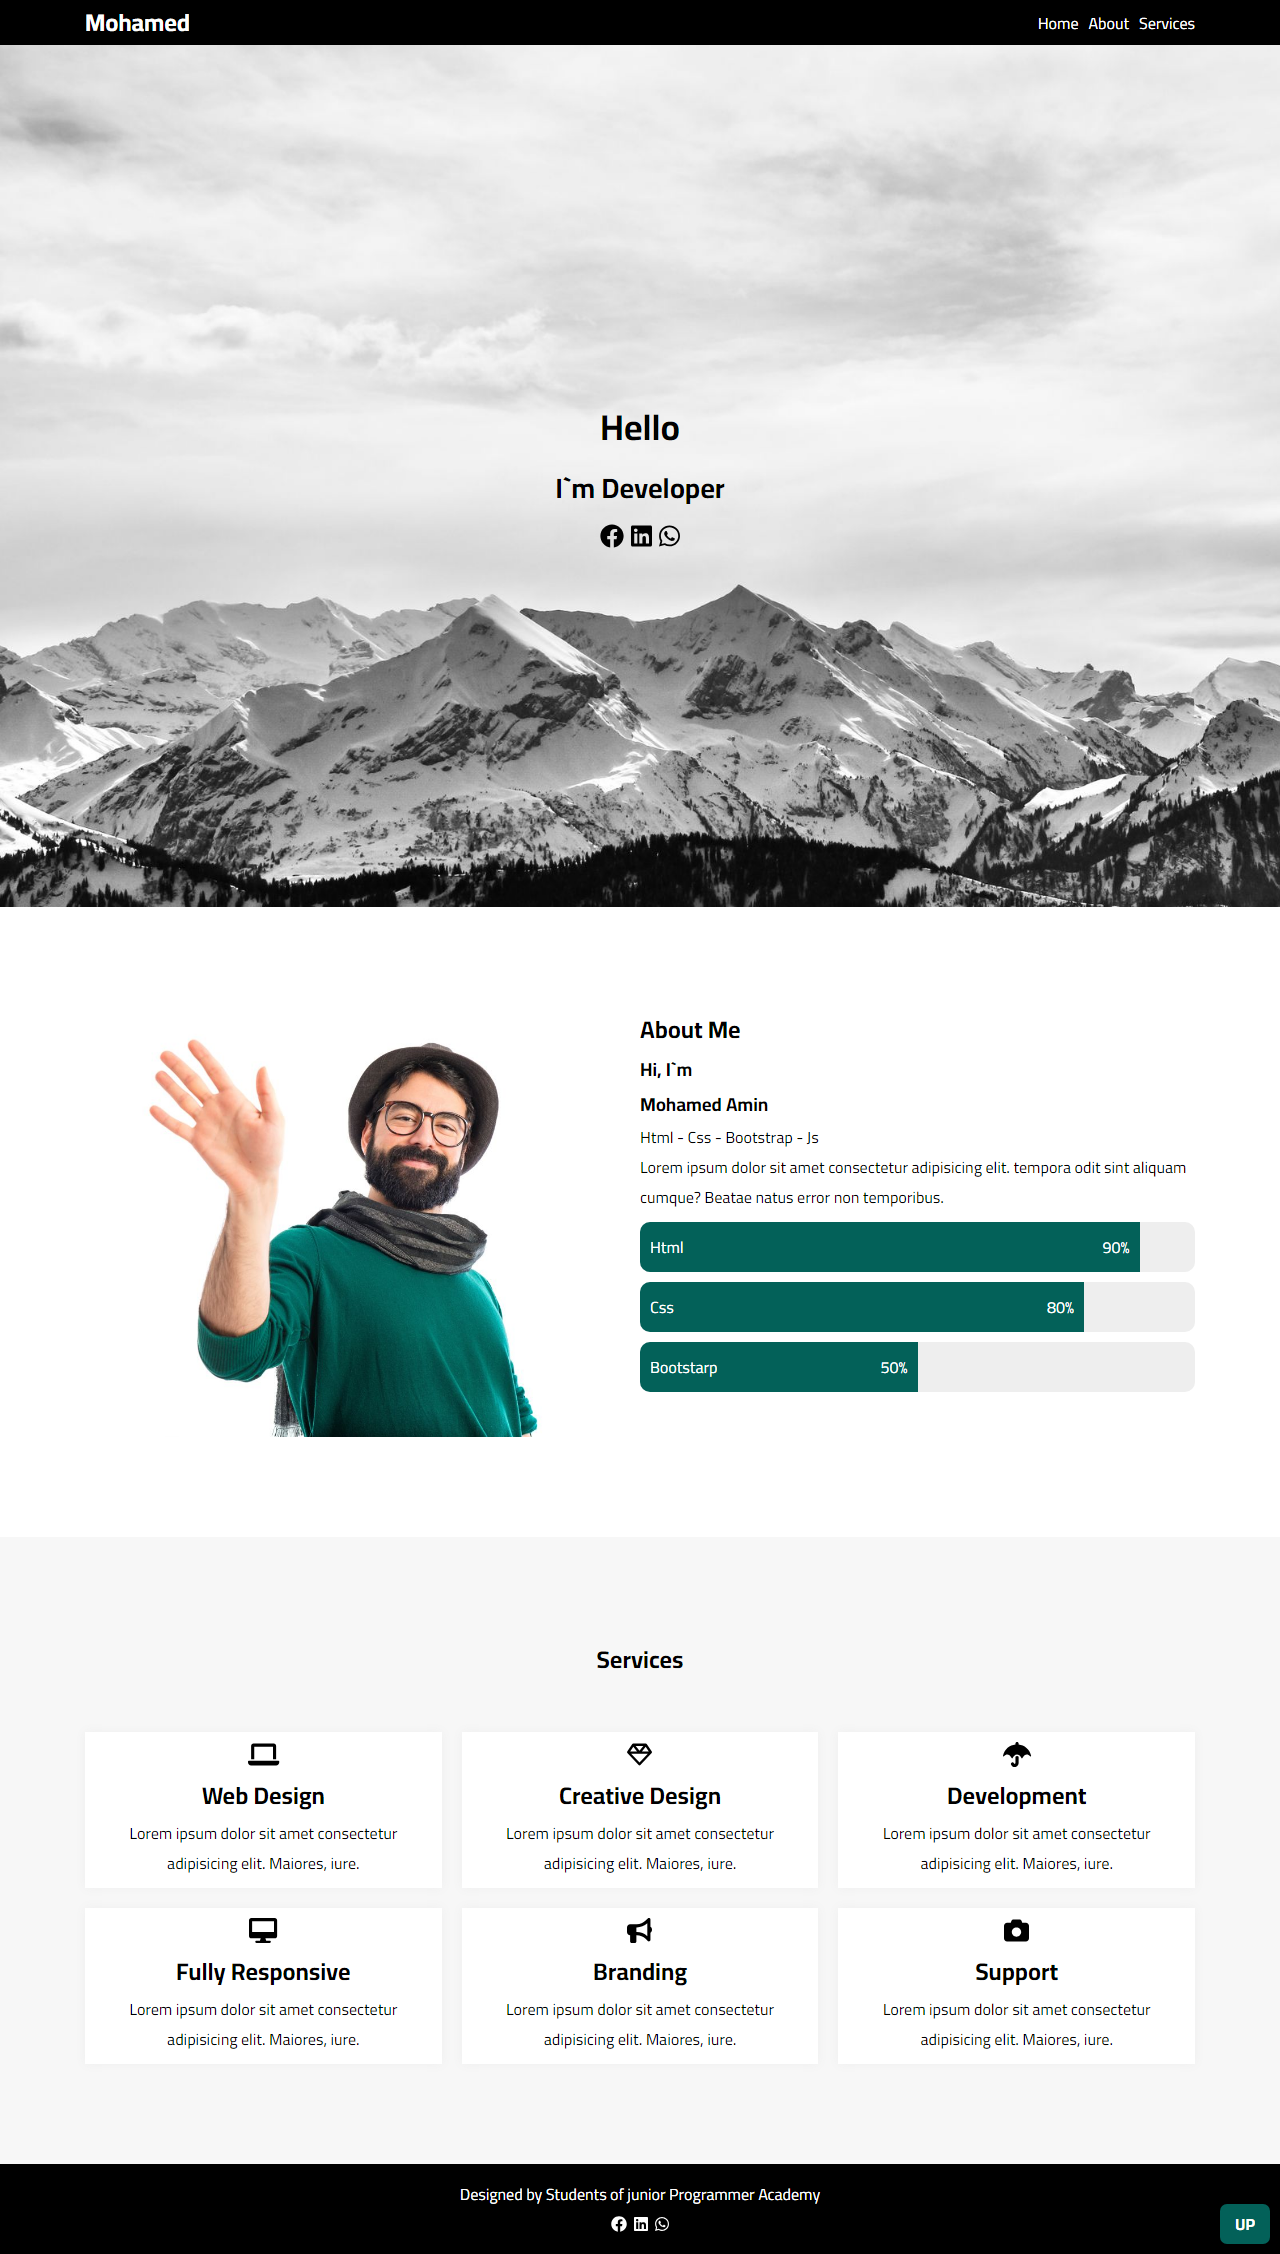 Mohamed
Home About Services
Hello
I`m Developer
About Me
Hi, I`m
Mohamed Amin
Html - Css - Bootstrap - Js
Lorem ipsum dolor sit amet consectetur adipisicing elit. tempora odit sint aliquam
cumque? Beatae natus error non temporibus.
Html 90%
Css 80%
Bootstarp 50%
Services
Web Design
Lorem ipsum dolor sit amet consectetur
adipisicing elit. Maiores, iure.
Creative Design
Lorem ipsum dolor sit amet consectetur
adipisicing elit. Maiores, iure.
Development
Lorem ipsum dolor sit amet consectetur
adipisicing elit. Maiores, iure.
Fully Responsive
Lorem ipsum dolor sit amet consectetur
adipisicing elit. Maiores, iure.
Branding
Lorem ipsum dolor sit amet consectetur
adipisicing elit. Maiores, iure.
Support
Lorem ipsum dolor sit amet consectetur
adipisicing elit. Maiores, iure.
Designed by Students of junior Programmer Academy
UP